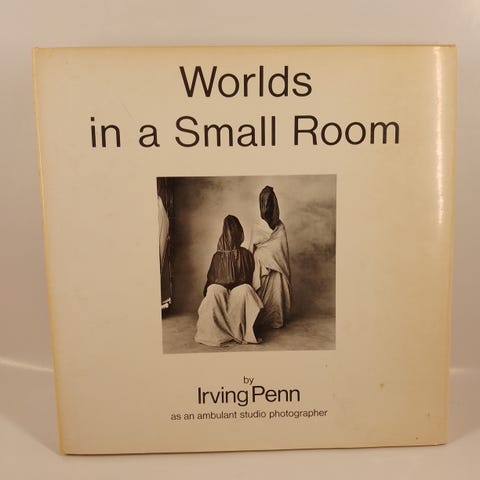 Worlds
in a Small Room
by
Irving Penn
as an ambulant studio photographer